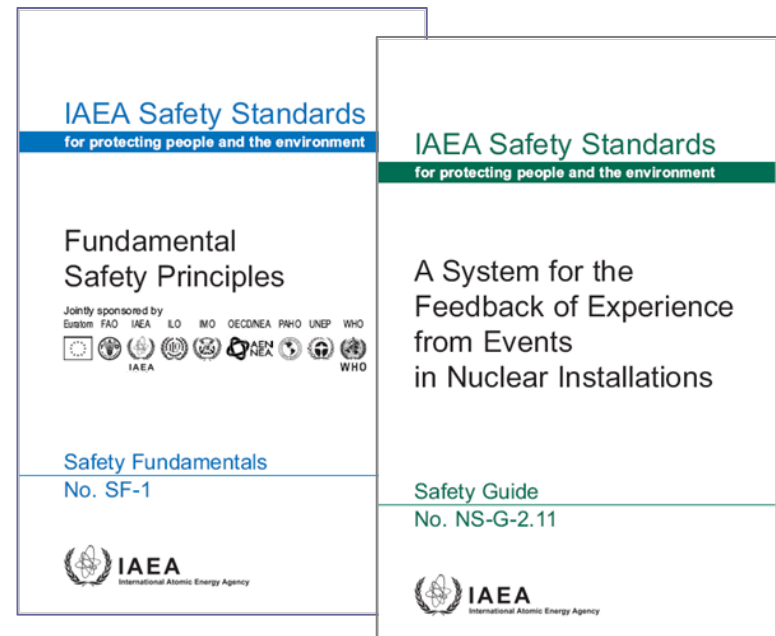 IAEA Safety Standards
for protecting people and the environment
Fundamental
Safety Principles
Jointly sponsored by
Euratom FAO IAEA ILO IMO OECD/NEA PAHO UNEP WHO
AEN
NEA
IAEA
WHO
Safety Fundamentals
No. SF-1
IAEA
International Atomic Energy Agency
IAEA Safety Standards
for protecting people and the environment
A System for the
Feedback of Experience
from Events
in Nuclear Installations
Safety Guide
No. NS-G-2.11
IAEA
International Atomic Energy Agency